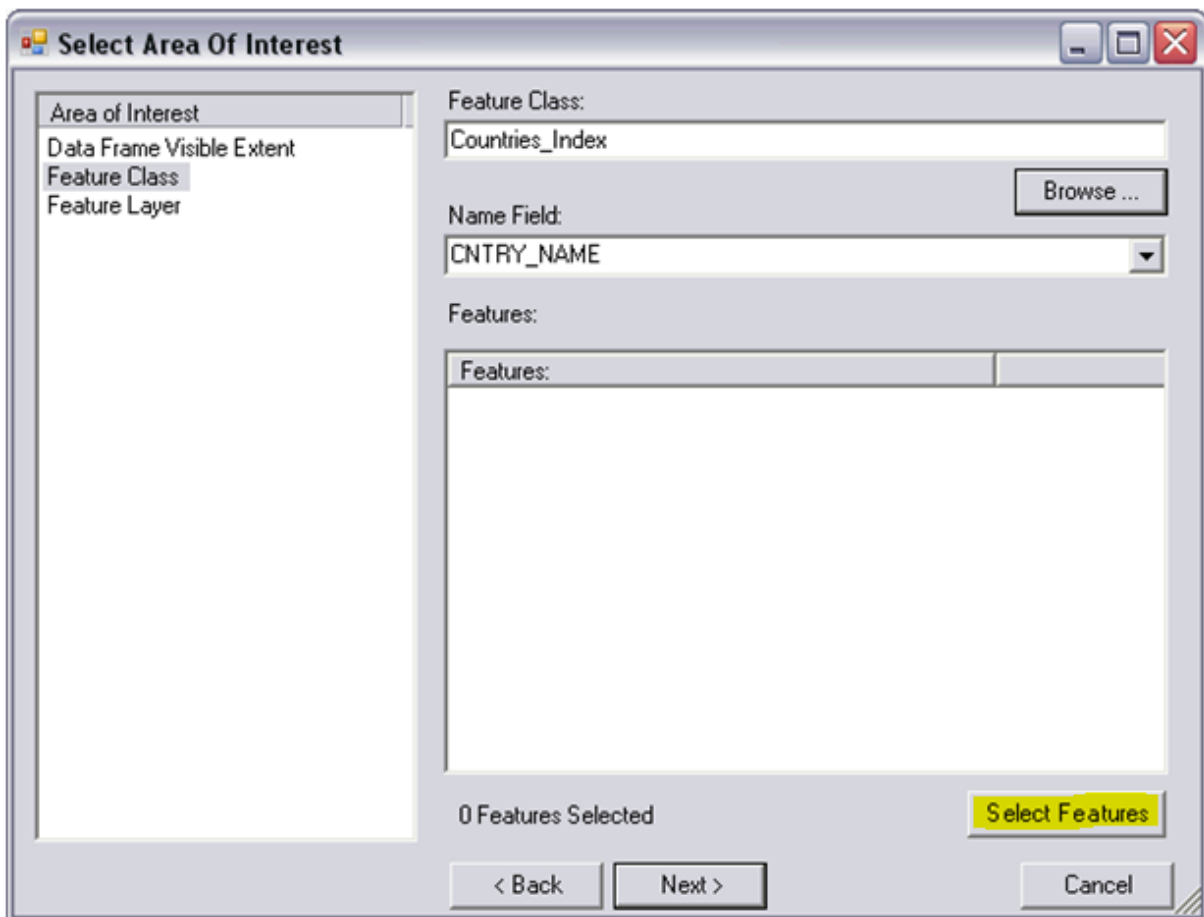 Select Area Of Interest
Area of Interest
Data Frame Visible Extent
Feature Class
Feature Layer
Feature Class:
Countries_Index
Browse ...
Name Field:
CNTRY_NAME
Features:
Features:
0 Features Selected
Select Features
< Back
Next >
Cancel